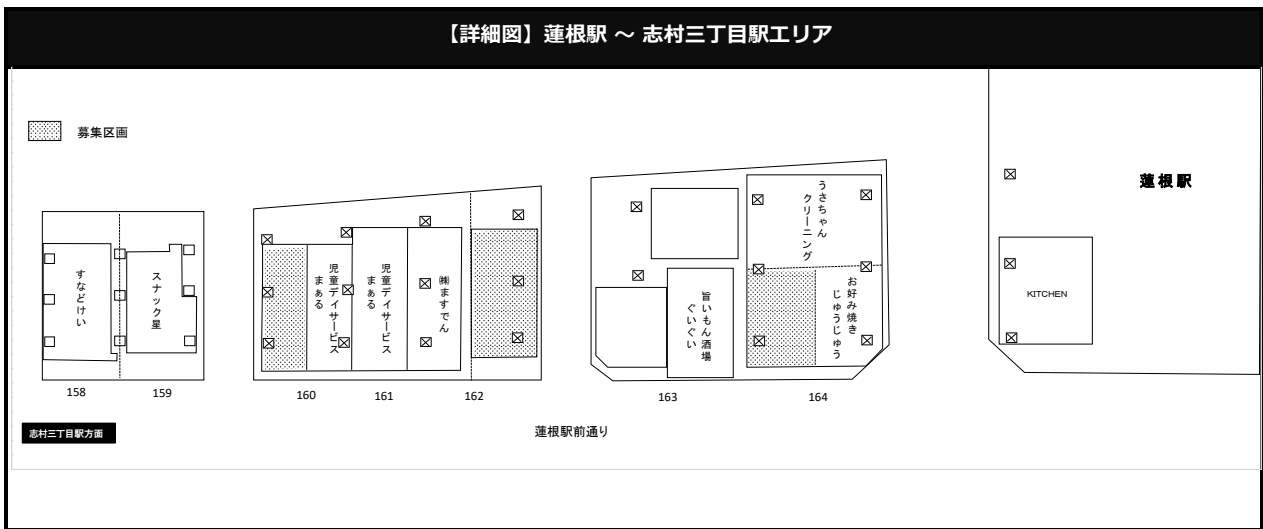 【詳細図】蓮根駅 ～ 志村三丁目駅エリア
募集区画
蓮根駅
すなどけい
スナック星
児童デイサービス
まぁる
児童デイサービス
まぁる
㈱ますでん
旨いもん酒場
ぐいぐい
うさちゃん
クリーニング
お好み焼き
じゅうじゅう
KITCHEN
158
159
160
161
162
163
164
志村三丁目駅方面
蓮根駅前通り